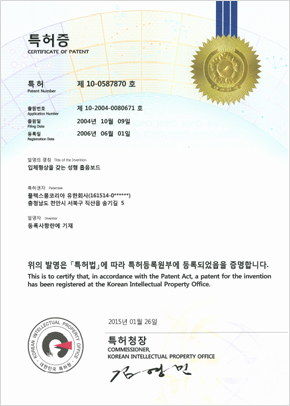 특허증
CERTIFICATE OF PATENT
특 허 제 10-0587870 호
Patent Number
출원번호 제 10-2004-0080671 호
Application Number
출원일 2004년 10월 09일
Filing Date
등록일 2006년 06월 01일
Registration Date
발명의 명칭 Title of the Invention
입체형상을 갖는 성형 흡음보드
특허권자 Patentee
폴텍스폼코리아 유한회사(161514-0******)
충청남도 천안시 서북구 직산읍 송기길 5
발명자 Inventor
등록사항란에 기재
위의 발명은 「특허법」에 따라 특허등록원부에 등록되었음을 증명합니다.
This is to certify that, in accordance with the Patent Act, a patent for the invention
has been registered at the Korean Intellectual Property Office.
2015년 01월 26일
특허청장
COMMISSIONER,
KOREAN INTELLECTUAL PROPERTY OFFICE
김영민
KOREAN INTELLECTUAL PROPERTY OFFICE
대한민국 특허청